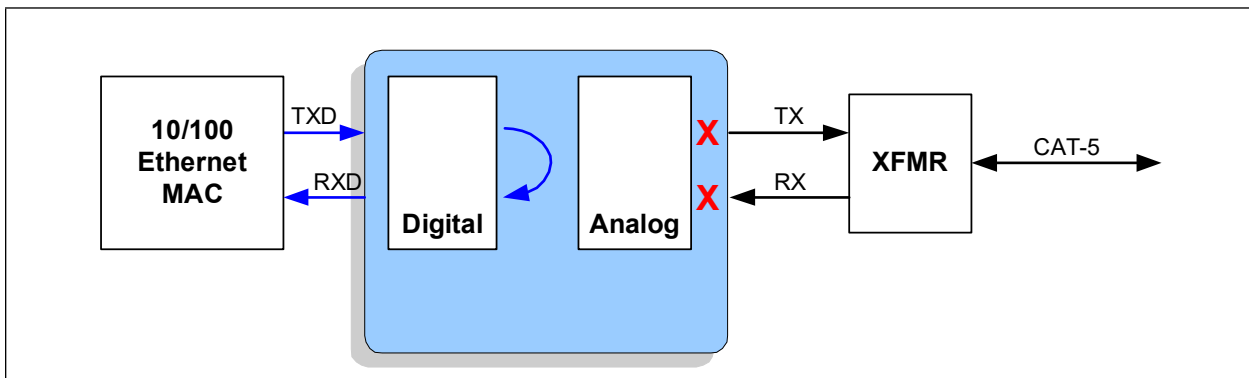 10/100
Ethernet
MAC
TXD
RXD
Digital
Analog
X
X
TX
RX
XFMR
CAT-5